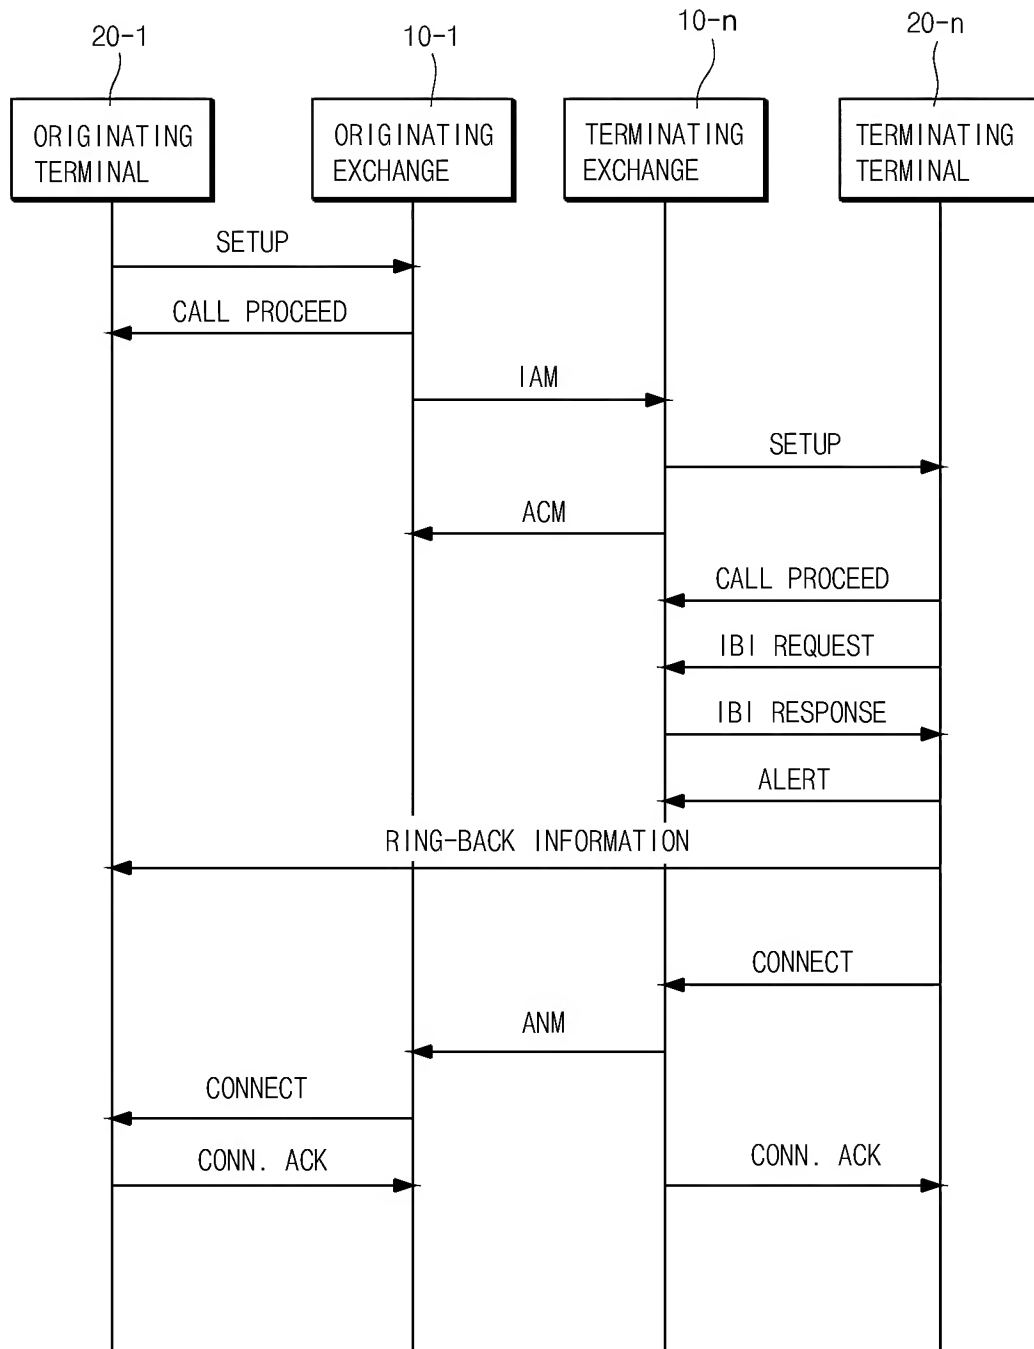 20-1
10-1
10-n
20-n
ORIGINATING
TERMINAL
ORIGINATING
EXCHANGE
TERMINATING
EXCHANGE
TERMINATING
TERMINAL
SETUP
CALL PROCEED
IAM
SETUP
ACM
CALL PROCEED
IBI REQUEST
IBI RESPONSE
ALERT
RING-BACK INFORMATION
CONNECT
ANM
CONNECT
CONN. ACK
CONN. ACK